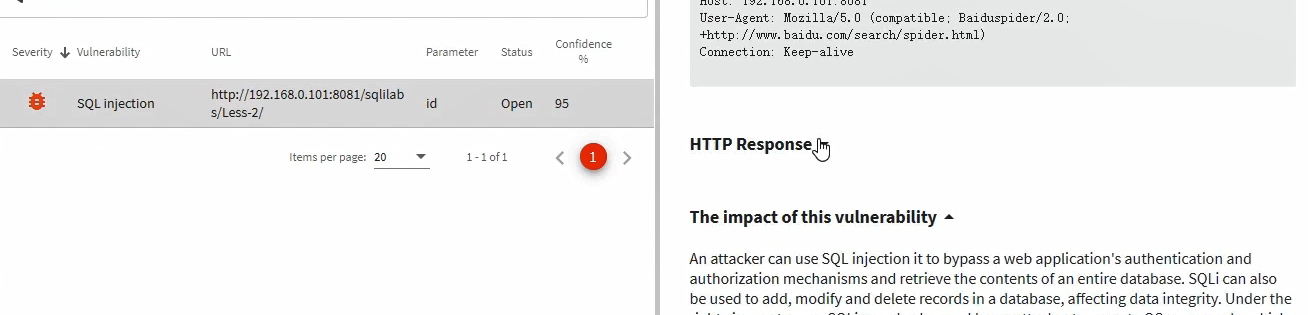 Severity Vulnerability URL Parameter Status Confidence
%
SQL injection http://192.168.0.101:8081/sqlilab
s/Less-2/ id Open 95
Items per page: 20 1 - 1 of 1 1
Host: 192.168.0.101:8081
User-Agent: Mozilla/5.0 (compatible; Baiduspider/2.0;
+http://www.baidu.com/search/spider.html)
Connection: Keep-alive
HTTP Response
The impact of this vulnerability
An attacker can use SQL injection it to bypass a web application's authentication and
authorization mechanisms and retrieve the contents of an entire database. SQLi can also
be used to add, modify and delete records in a database, affecting data integrity. Under the